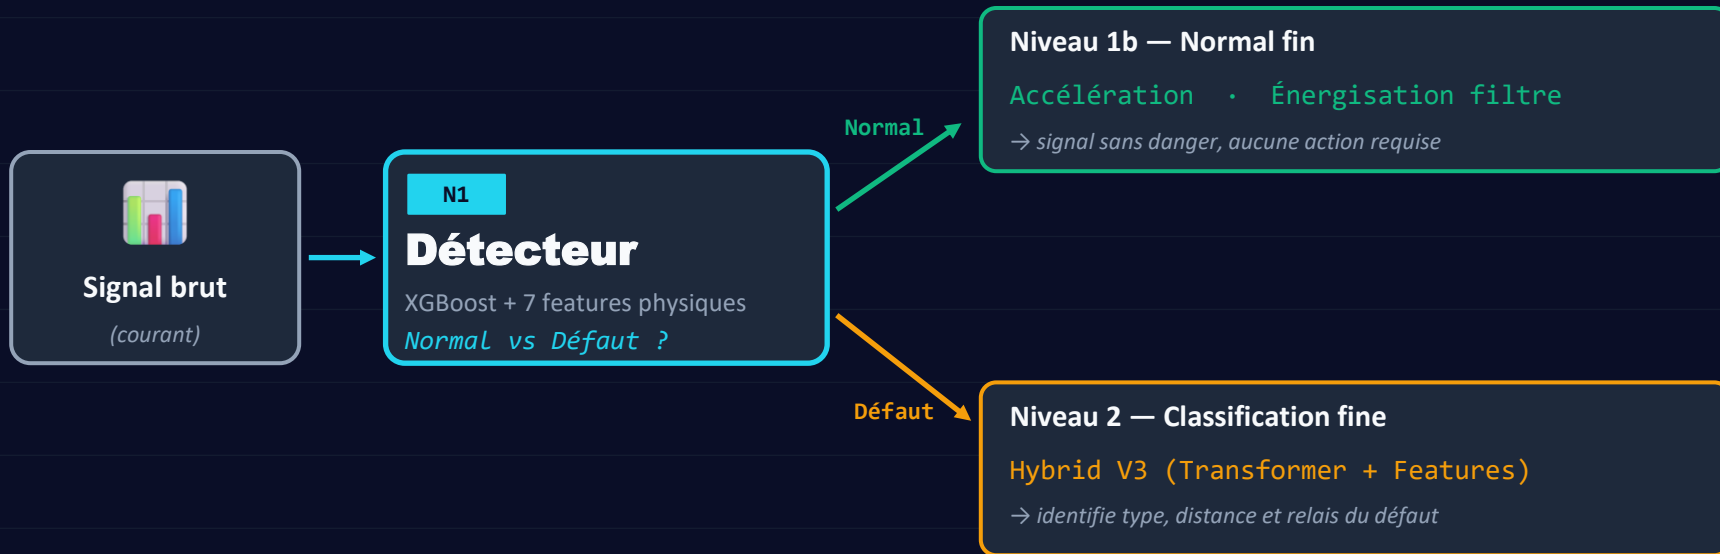 Signal brut
(courant)
N1
Détecteur
XGBoost + 7 features physiques
Normal vs Défaut ?
Normal
Défaut
Niveau 1b — Normal fin
Accélération · Énergisation filtre
→ signal sans danger, aucune action requise
Niveau 2 — Classification fine
Hybrid V3 (Transformer + Features)
→ identifie type, distance et relais du défaut